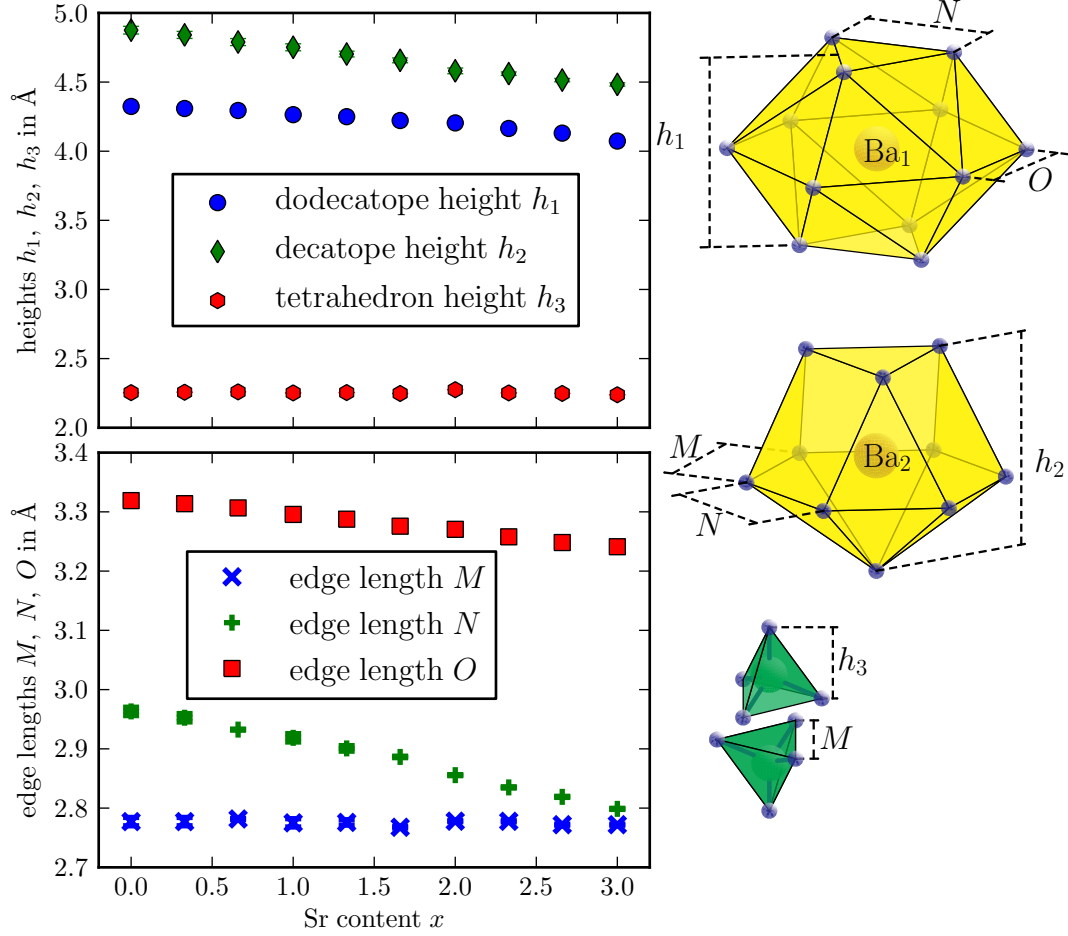 heights h₁, h₂, h₃ in Å
5.0
4.5
4.0
3.5
3.0
2.5
2.0
dodecatope height h₁
decatope height h₂
tetrahedron height h₃
edge lengths M, N, O in Å
3.4
3.3
3.2
3.1
3.0
2.9
2.8
2.7
edge length M
edge length N
edge length O
0.0 0.5 1.0 1.5 2.0 2.5 3.0
Sr content x
N
h₁
Ba₁
O
M
Ba₂
h₂
N
h₃
M